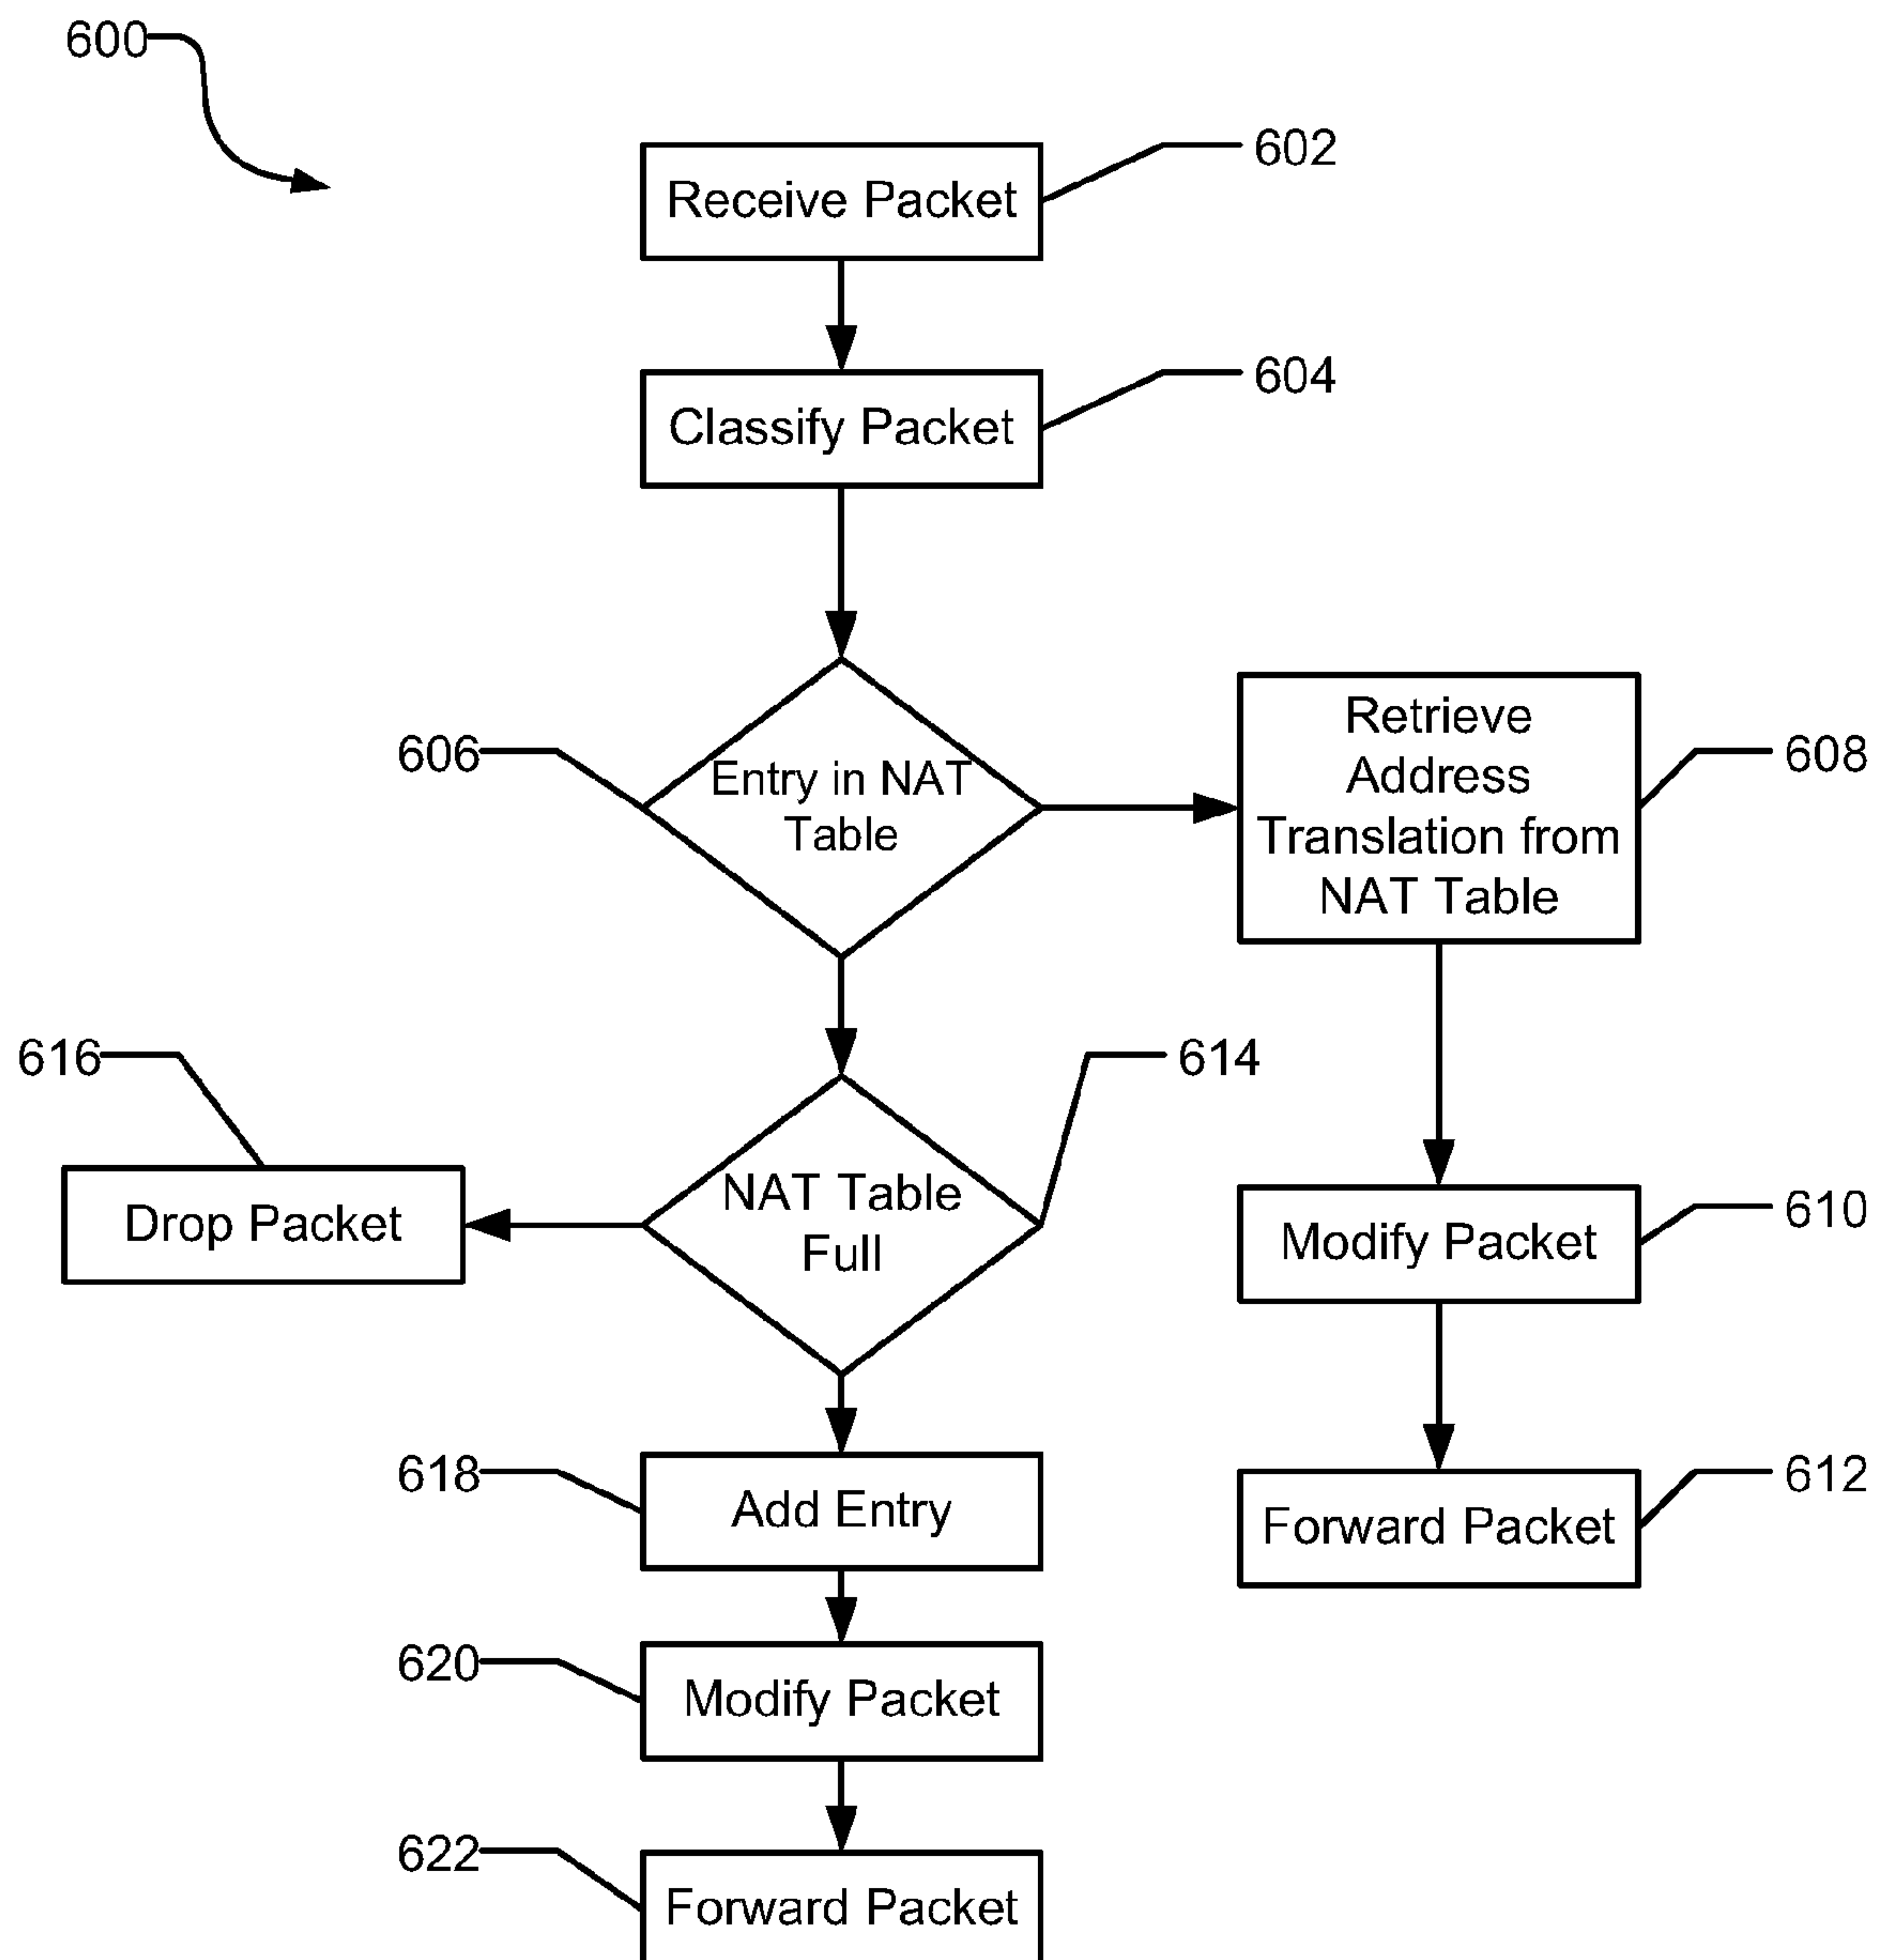 600
602
Receive Packet
604
Classify Packet
606
Entry in NAT
Table
608
Retrieve
Address
Translation from
NAT Table
616
614
Drop Packet
NAT Table
Full
610
Modify Packet
618
Add Entry
612
Forward Packet
620
Modify Packet
622
Forward Packet